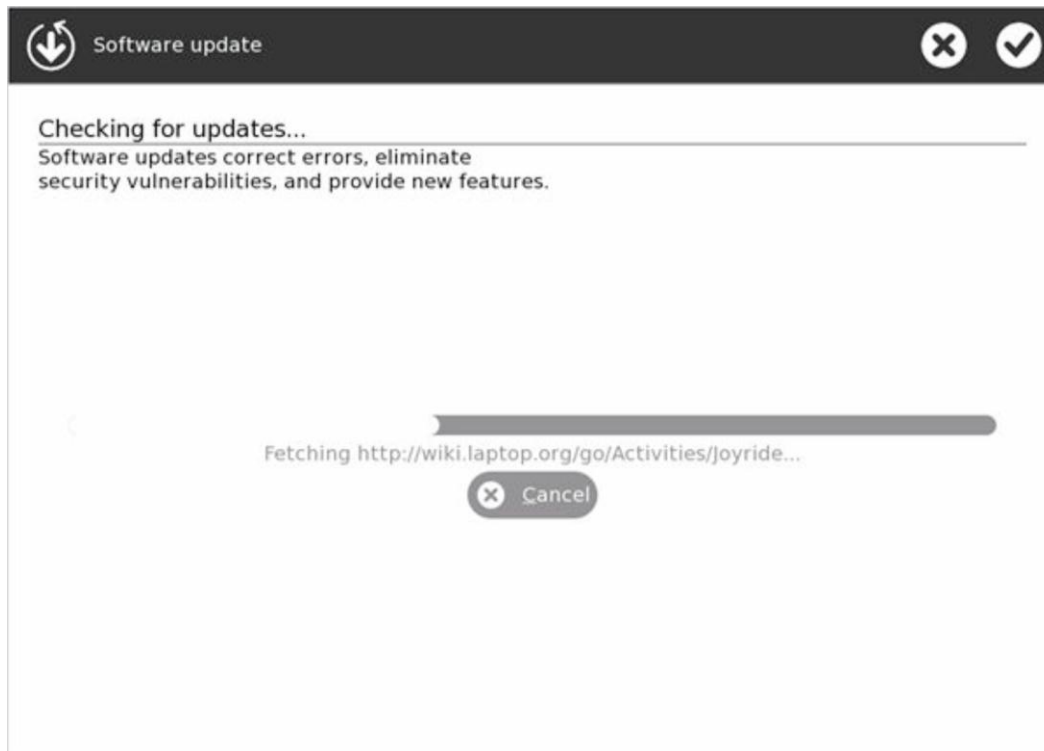 Software update
Checking for updates...
Software updates correct errors, eliminate
security vulnerabilities, and provide new features.
Fetching http://wiki.laptop.org/go/Activities/Joyride...
Cancel